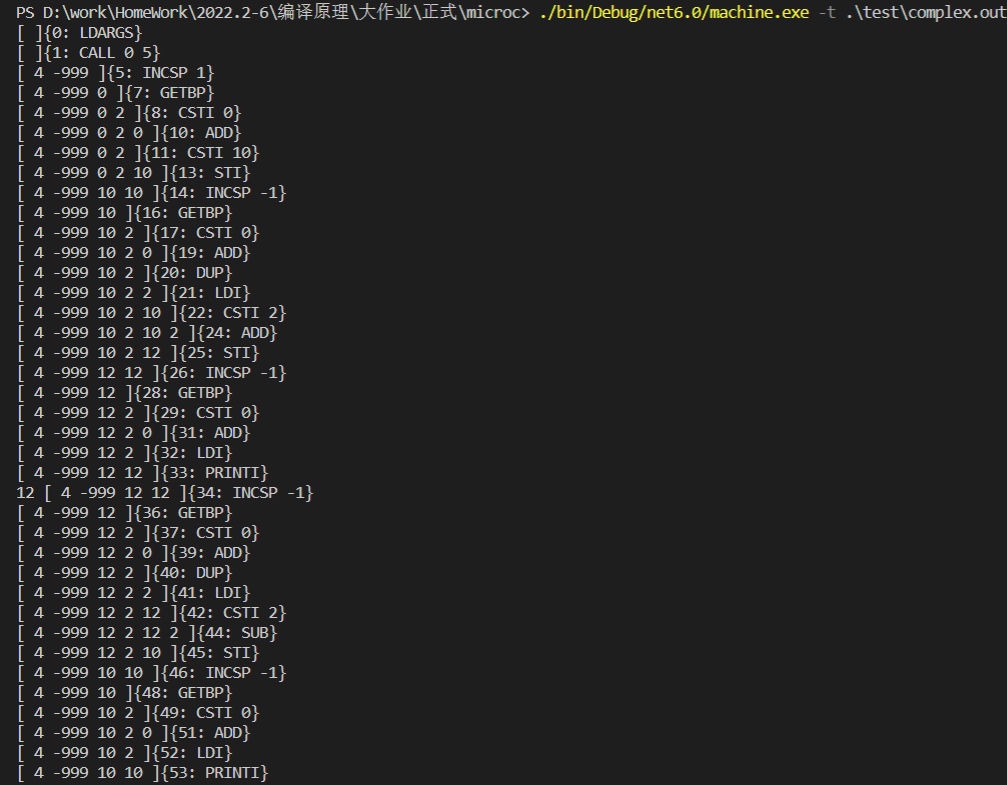 PS D:\work\HomeWork\2022.2-6\编译原理\大作业\正式\microc> ./bin/Debug/net6.0/machine.exe -t .\test\complex.out
[ ]{0: LDARGS}
[ ]{1: CALL 0 5}
[ 4 -999 ]{5: INCSP 1}
[ 4 -999 0 ]{7: GETBP}
[ 4 -999 0 2 ]{8: CSTI 0}
[ 4 -999 0 2 0 ]{10: ADD}
[ 4 -999 0 2 ]{11: CSTI 10}
[ 4 -999 0 2 10 ]{13: STI}
[ 4 -999 10 10 ]{14: INCSP -1}
[ 4 -999 10 ]{16: GETBP}
[ 4 -999 10 2 ]{17: CSTI 0}
[ 4 -999 10 2 0 ]{19: ADD}
[ 4 -999 10 2 ]{20: DUP}
[ 4 -999 10 2 2 ]{21: LDI}
[ 4 -999 10 2 10 ]{22: CSTI 2}
[ 4 -999 10 2 10 2 ]{24: ADD}
[ 4 -999 10 2 12 ]{25: STI}
[ 4 -999 12 12 ]{26: INCSP -1}
[ 4 -999 12 ]{28: GETBP}
[ 4 -999 12 2 ]{29: CSTI 0}
[ 4 -999 12 2 0 ]{31: ADD}
[ 4 -999 12 2 ]{32: LDI}
[ 4 -999 12 12 ]{33: PRINTI}
12 [ 4 -999 12 12 ]{34: INCSP -1}
[ 4 -999 12 ]{36: GETBP}
[ 4 -999 12 2 ]{37: CSTI 0}
[ 4 -999 12 2 0 ]{39: ADD}
[ 4 -999 12 2 ]{40: DUP}
[ 4 -999 12 2 2 ]{41: LDI}
[ 4 -999 12 2 12 ]{42: CSTI 2}
[ 4 -999 12 2 12 2 ]{44: SUB}
[ 4 -999 12 2 10 ]{45: STI}
[ 4 -999 10 10 ]{46: INCSP -1}
[ 4 -999 10 ]{48: GETBP}
[ 4 -999 10 2 ]{49: CSTI 0}
[ 4 -999 10 2 0 ]{51: ADD}
[ 4 -999 10 2 ]{52: LDI}
[ 4 -999 10 10 ]{53: PRINTI}